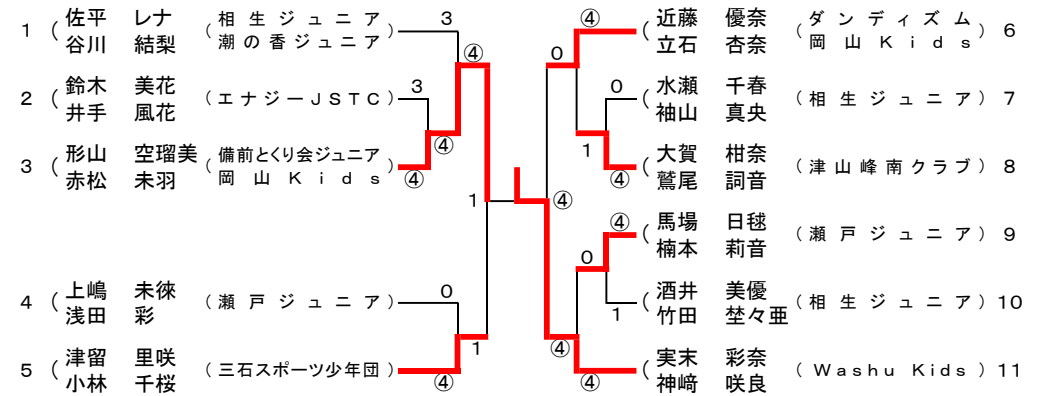 佐平 レナ 相生ジュニア 3
1 ( ( )
谷川 結梨 潮の香ジュニア
④
鈴木 美花
2 ( (エナジーJSTC) 3
井手 風花
④
形山 空瑠美 備前とくり会ジュニア
3 ( ( )
赤松 未羽 岡山Kids ④
1
上嶋 未徠 0
4 ( (瀬戸ジュニア)
浅田 彩
1
津留 里咲
5 ( (三石スポーツ少年団)
小林 千桜 ④
④ 近藤 優奈 ダンディズム
( ( ) 6
立石 杏奈 岡山Kids
0
0 水瀬 千春
( (相生ジュニア) 7
袖山 真央
1
大賀 柑奈
( (津山峰南クラブ) 8
④ 鷲尾 詞音
④
④ 馬場 日毬
( (瀬戸ジュニア) 9
楠本 莉音
0
酒井 美優
( (相生ジュニア) 10
1 竹田 埜々亜
④
実末 彩奈
( (Washu Kids) 11
④ 神﨑 咲良